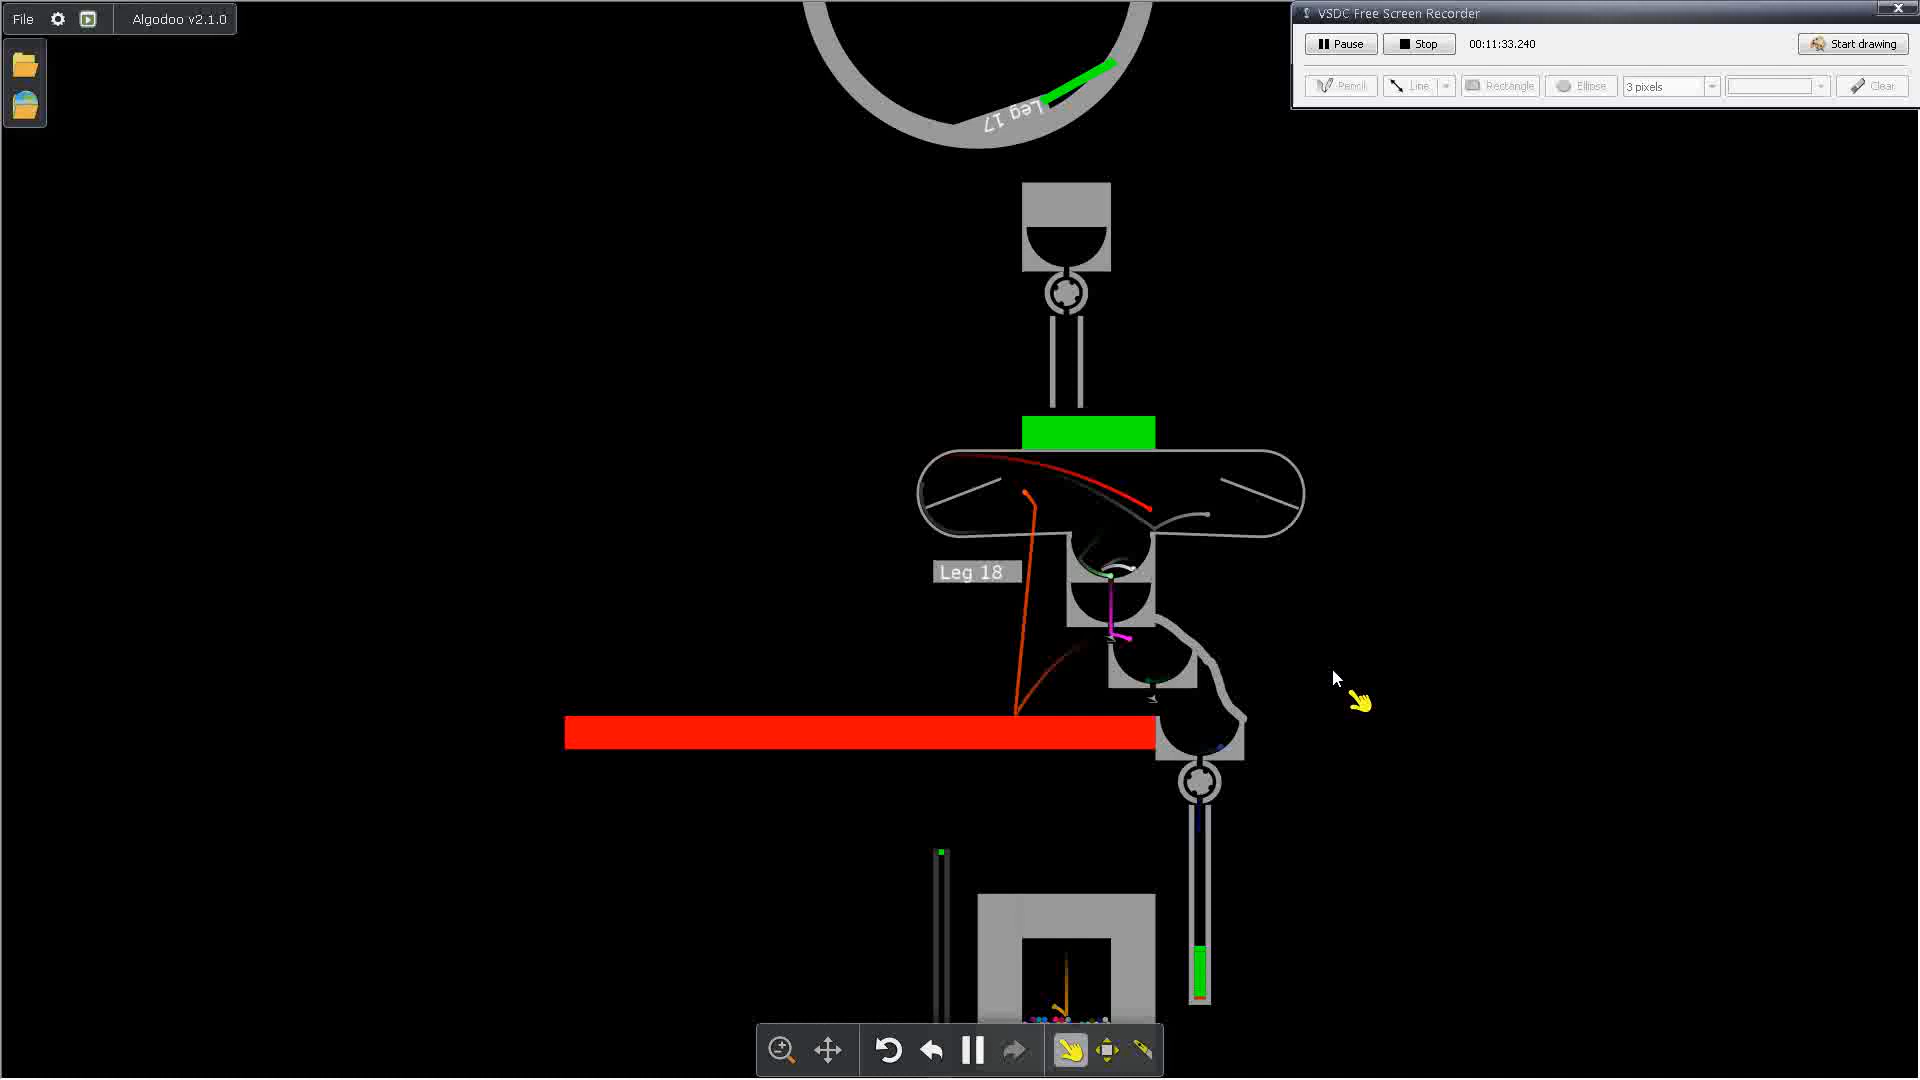 File
Algodoo v2.1.0
VSDC Free Screen Recorder
Pause
Stop
00:11:33.240
Start drawing
Pencil
Line
Rectangle
Ellipse
3 pixels
Clear
Leg 17
Leg 18